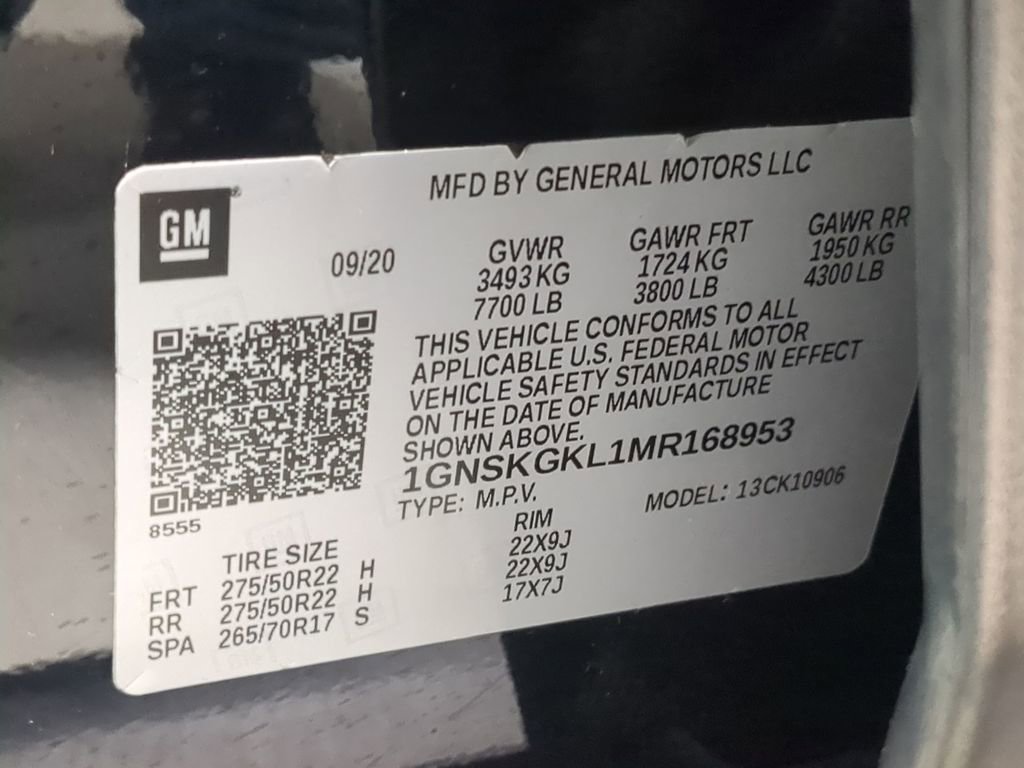 MFD BY GENERAL MOTORS LLC
GM
09/20
GVWR GAWR FRT GAWR RR
3493 KG 1724 KG 1950 KG
7700 LB 3800 LB 4300 LB
THIS VEHICLE CONFORMS TO ALL
APPLICABLE U.S. FEDERAL MOTOR
VEHICLE SAFETY STANDARDS IN EFFECT
ON THE DATE OF MANUFACTURE
SHOWN ABOVE.
1GNSKGKL1MR168953
TYPE: M.P.V. MODEL: 13CK10906
8555
TIRE SIZE RIM
FRT 275/50R22 H 22X9J
RR 275/50R22 H 22X9J
SPA 265/70R17 S 17X7J